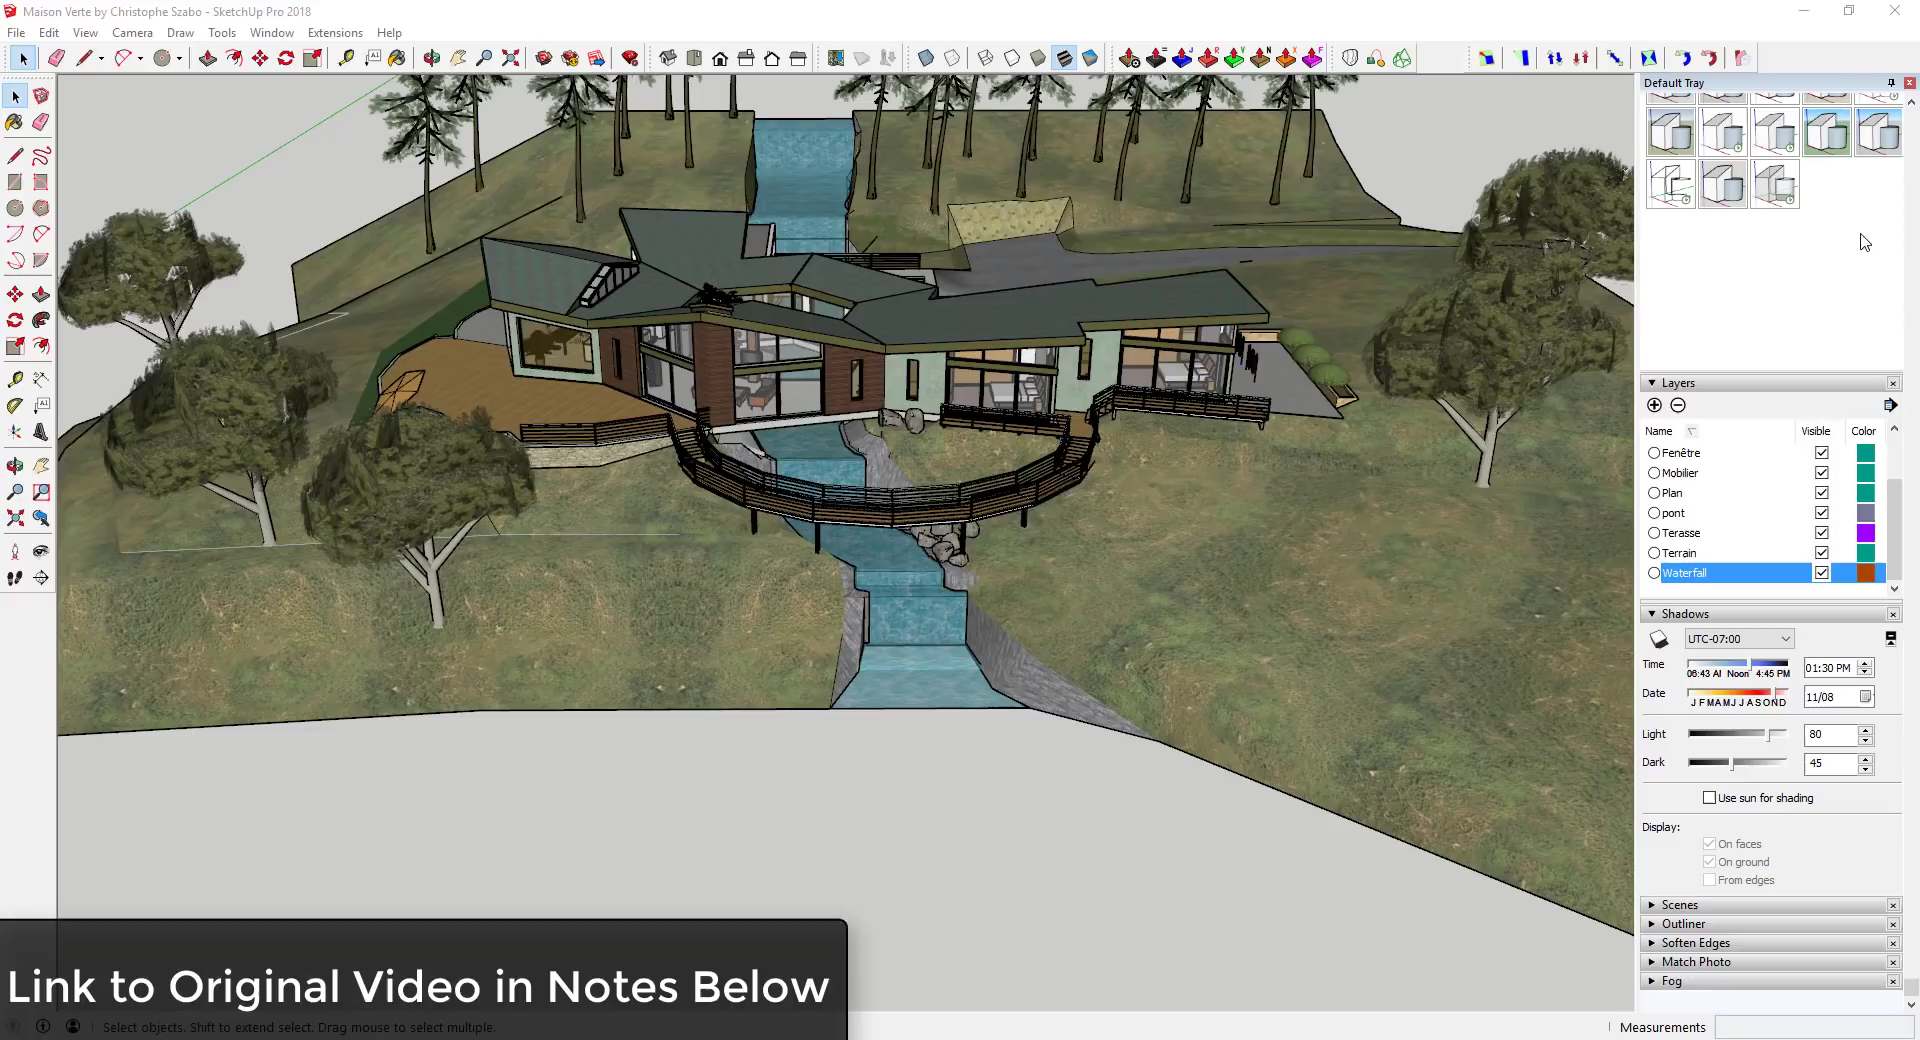 Maison Verte by Christophe Szabo - SketchUp Pro 2018
File Edit View Camera Draw Tools Window Extensions Help
Default Tray
Layers
Name Visible Color
Fenêtre
Mobilier
Plan
pont
Terasse
Terrain
Waterfall
Shadows
UTC-07:00
Time 01:30 PM
06:43 AI Noon 4:45 PM
Date 11/08
J F M A M J J A S O N D
Light 80
Dark 45
Use sun for shading
Display:
On faces
On ground
From edges
Scenes
Outliner
Soften Edges
Match Photo
Fog
Link to Original Video in Notes Below
Select objects. Shift to extend select. Drag mouse to select multiple.
Measurements